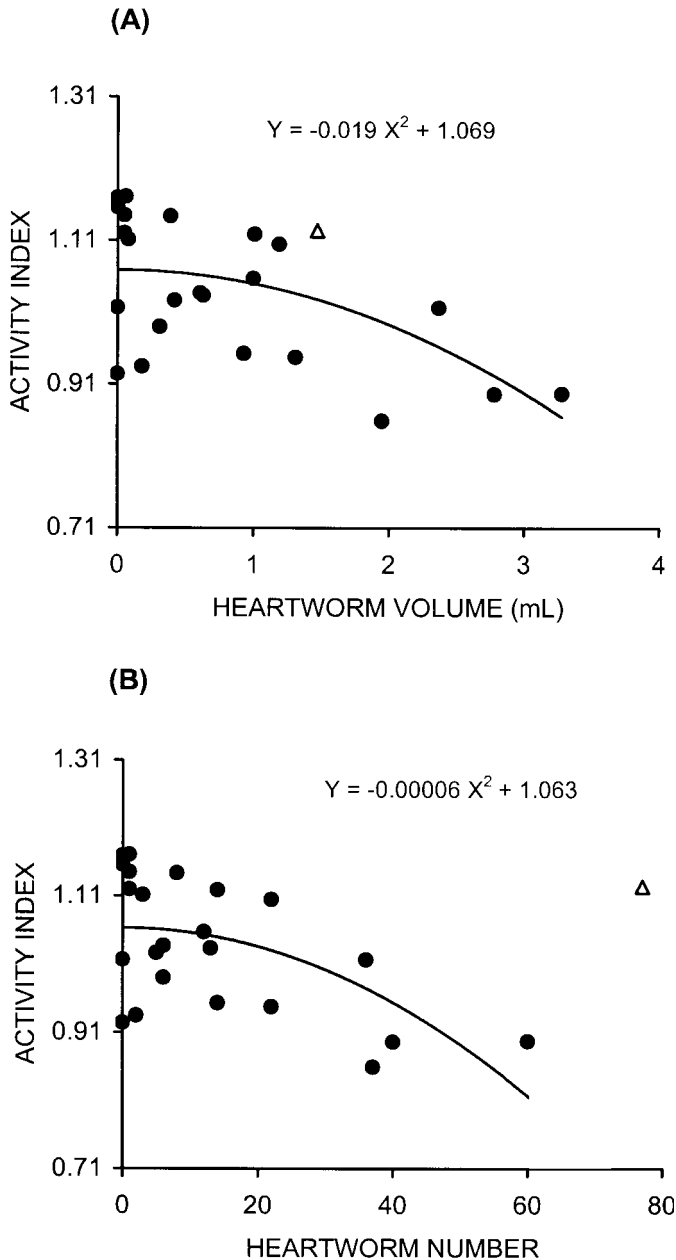 (A)
1.31
Y = -0.019 X² + 1.069
1.11
0.91
0.71
ACTIVITY INDEX
0 1 2 3 4
HEARTWORM VOLUME (mL)
(B)
1.31
Y = -0.00006 X² + 1.063
1.11
0.91
0.71
ACTIVITY INDEX
0 20 40 60 80
HEARTWORM NUMBER